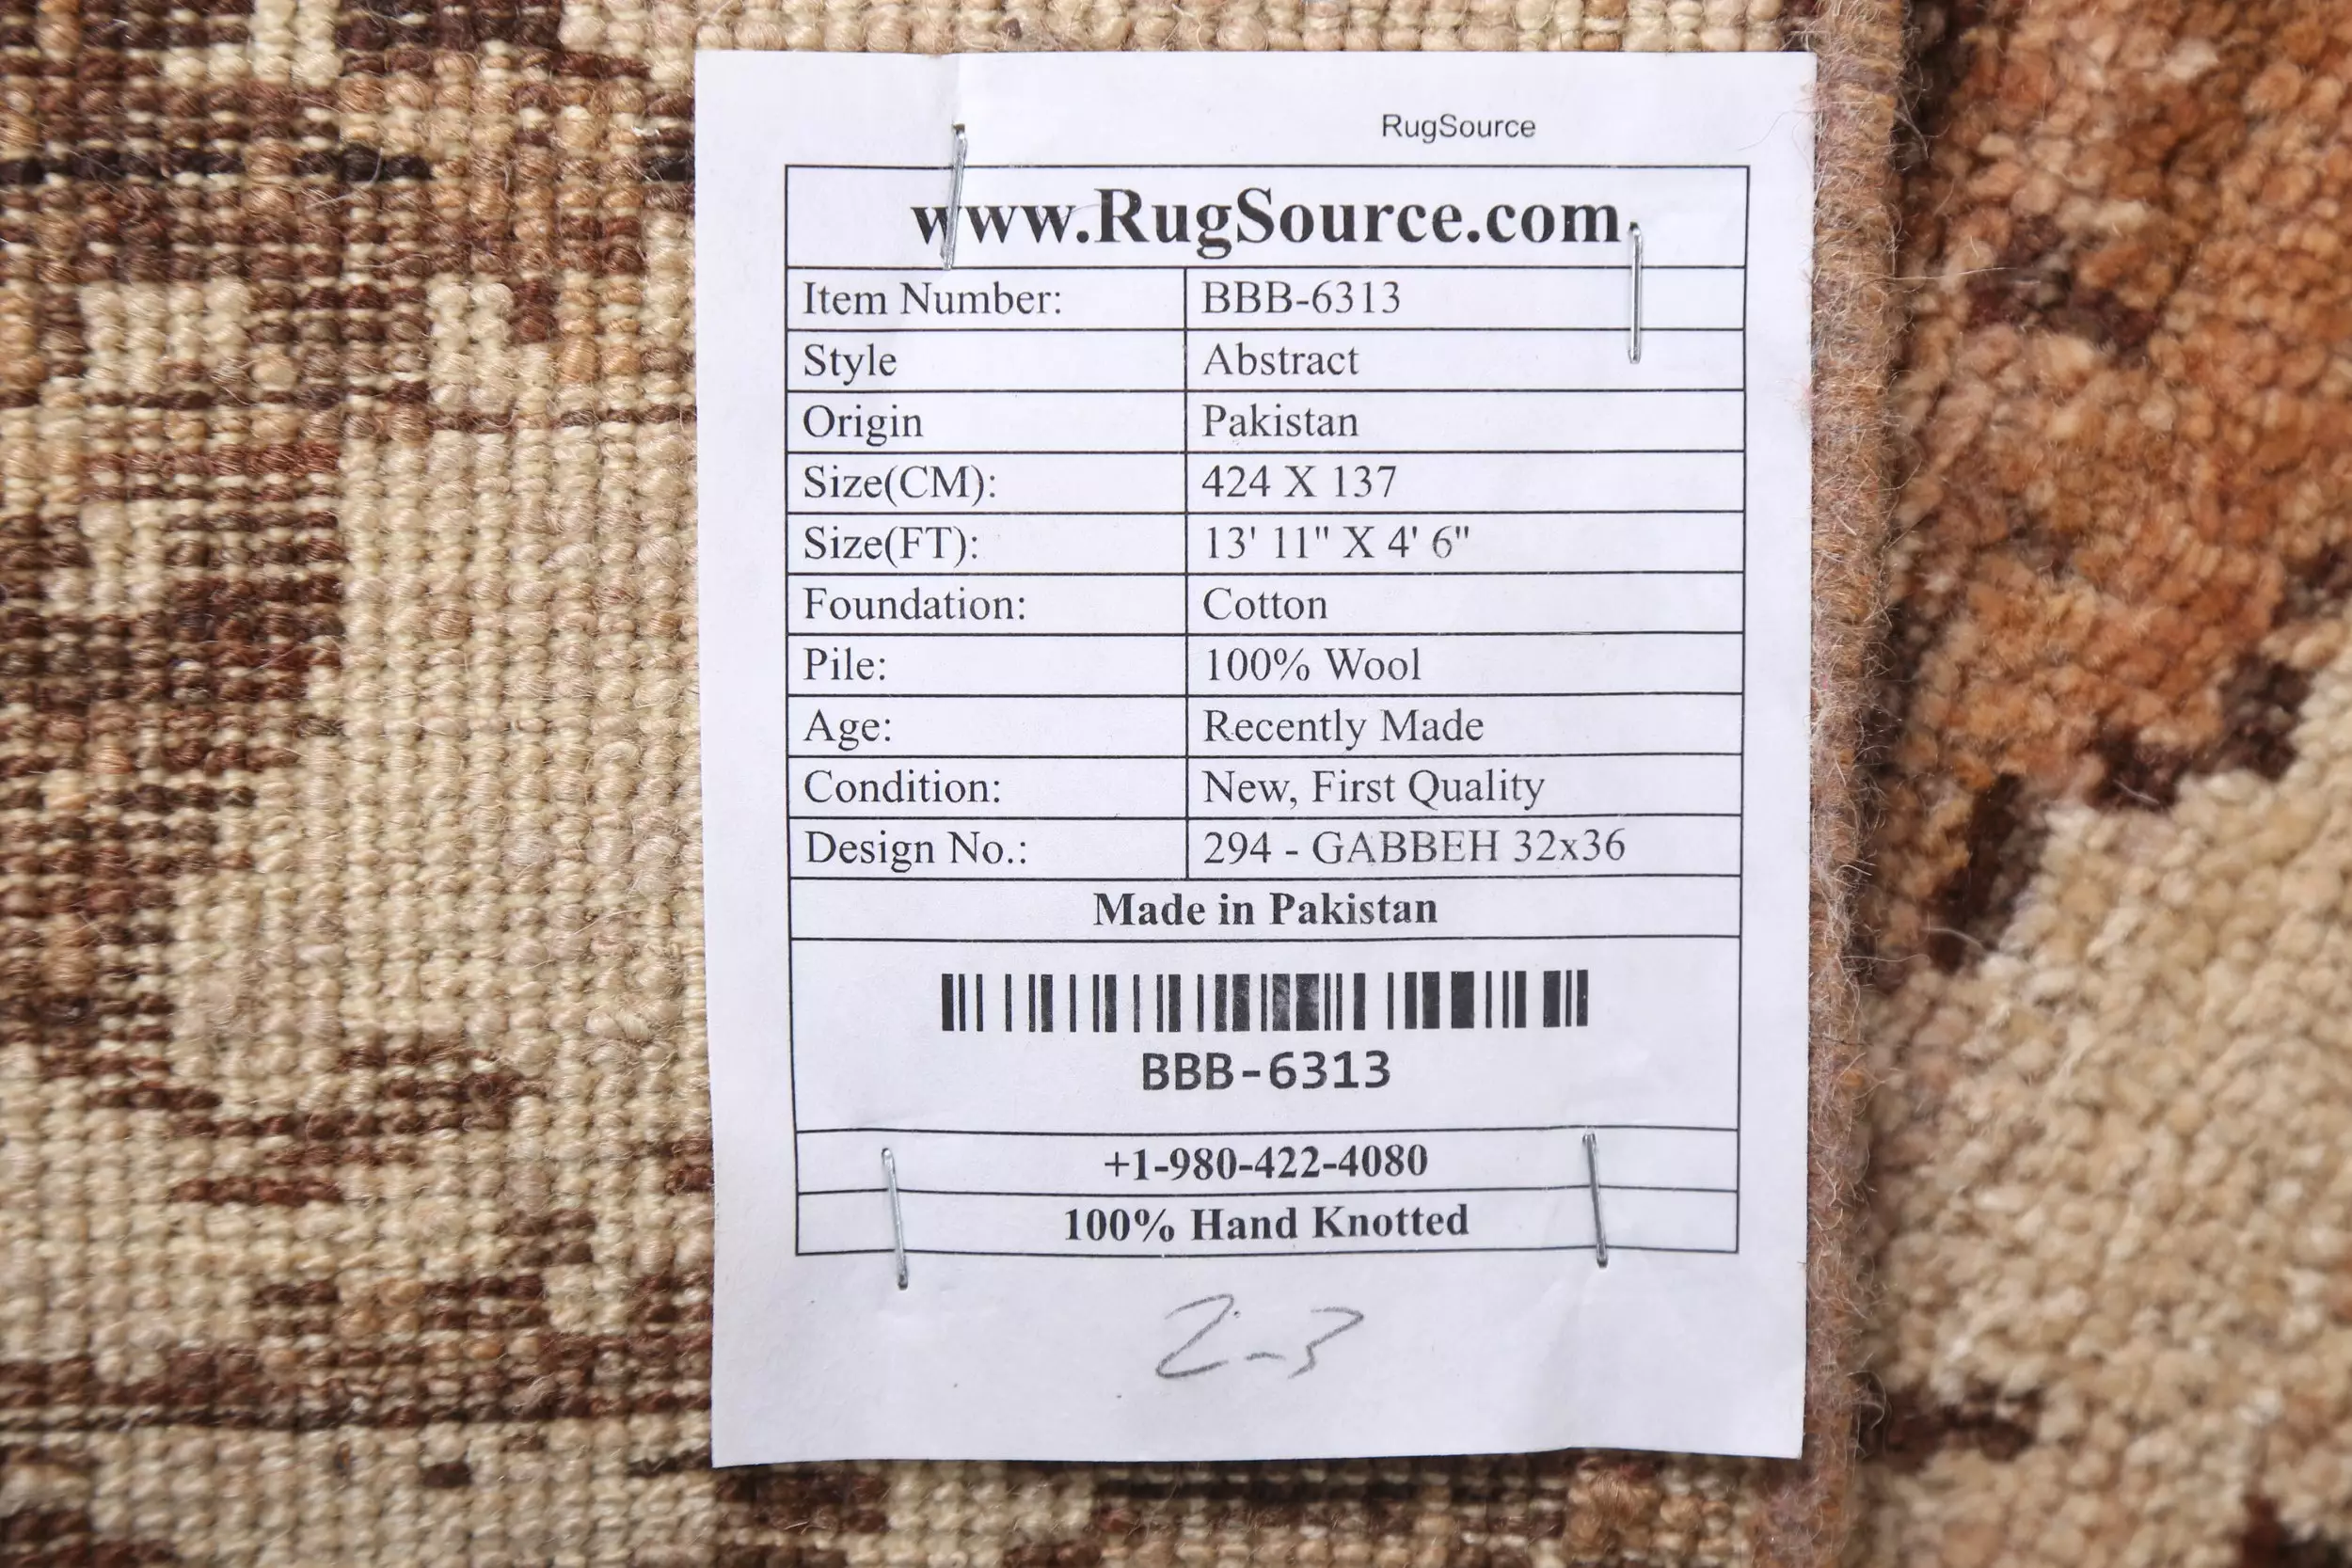 RugSource
www.RugSource.com
Item Number: BBB-6313
Style Abstract
Origin Pakistan
Size(CM): 424 X 137
Size(FT): 13' 11" X 4' 6"
Foundation: Cotton
Pile: 100% Wool
Age: Recently Made
Condition: New, First Quality
Design No.: 294 - GABBEH 32x36
Made in Pakistan
BBB-6313
+1-980-422-4080
100% Hand Knotted
2-3